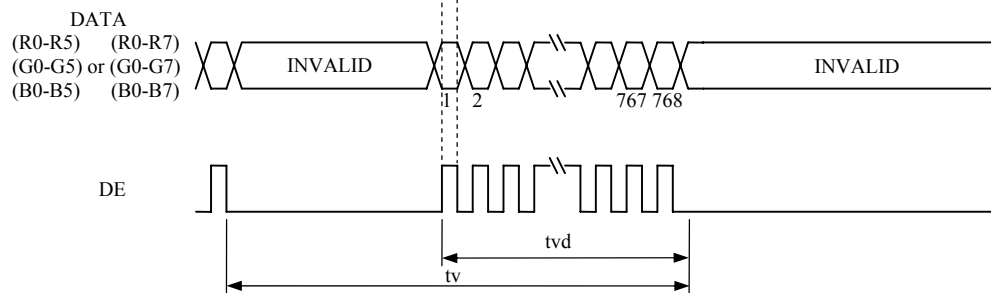 DATA
(R0-R5) (R0-R7)
(G0-G5) or (G0-G7)
(B0-B5) (B0-B7)
INVALID
INVALID
1 2 767 768
DE
tvd
tv